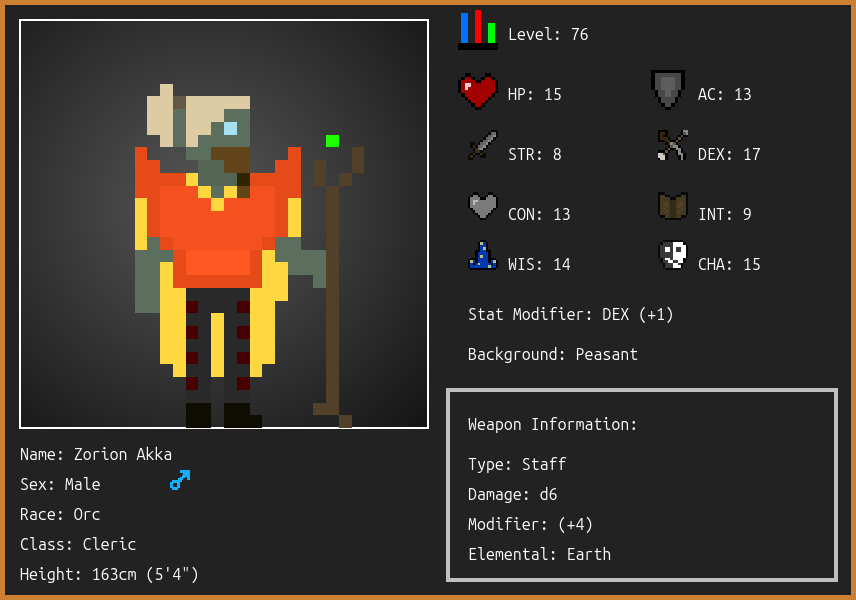 Level: 76
HP: 15 AC: 13
STR: 8 DEX: 17
CON: 13 INT: 9
WIS: 14 CHA: 15
Stat Modifier: DEX (+1)
Background: Peasant
Weapon Information:
Type: Staff
Damage: d6
Modifier: (+4)
Elemental: Earth
Name: Zorion Akka
Sex: Male
Race: Orc
Class: Cleric
Height: 163cm (5'4")